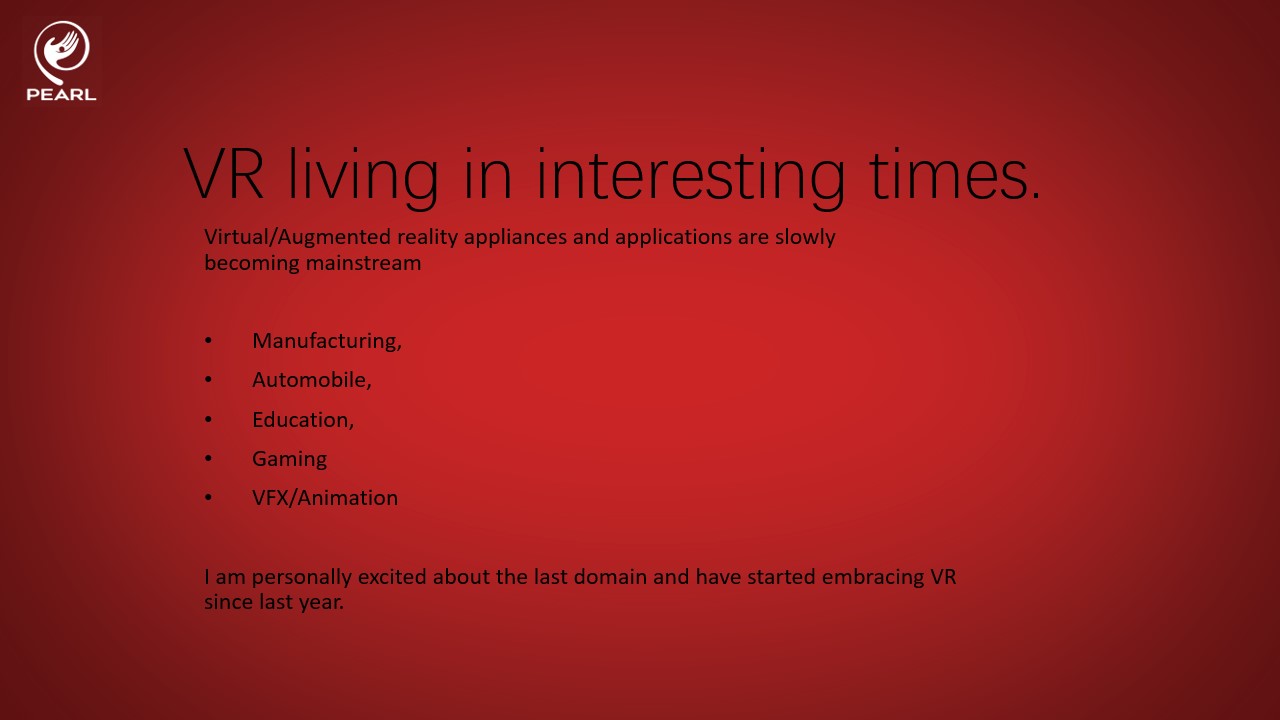 PEARL
VR living in interesting times.
Virtual/Augmented reality appliances and applications are slowly
becoming mainstream
• Manufacturing,
• Automobile,
• Education,
• Gaming
• VFX/Animation
I am personally excited about the last domain and have started embracing VR
since last year.